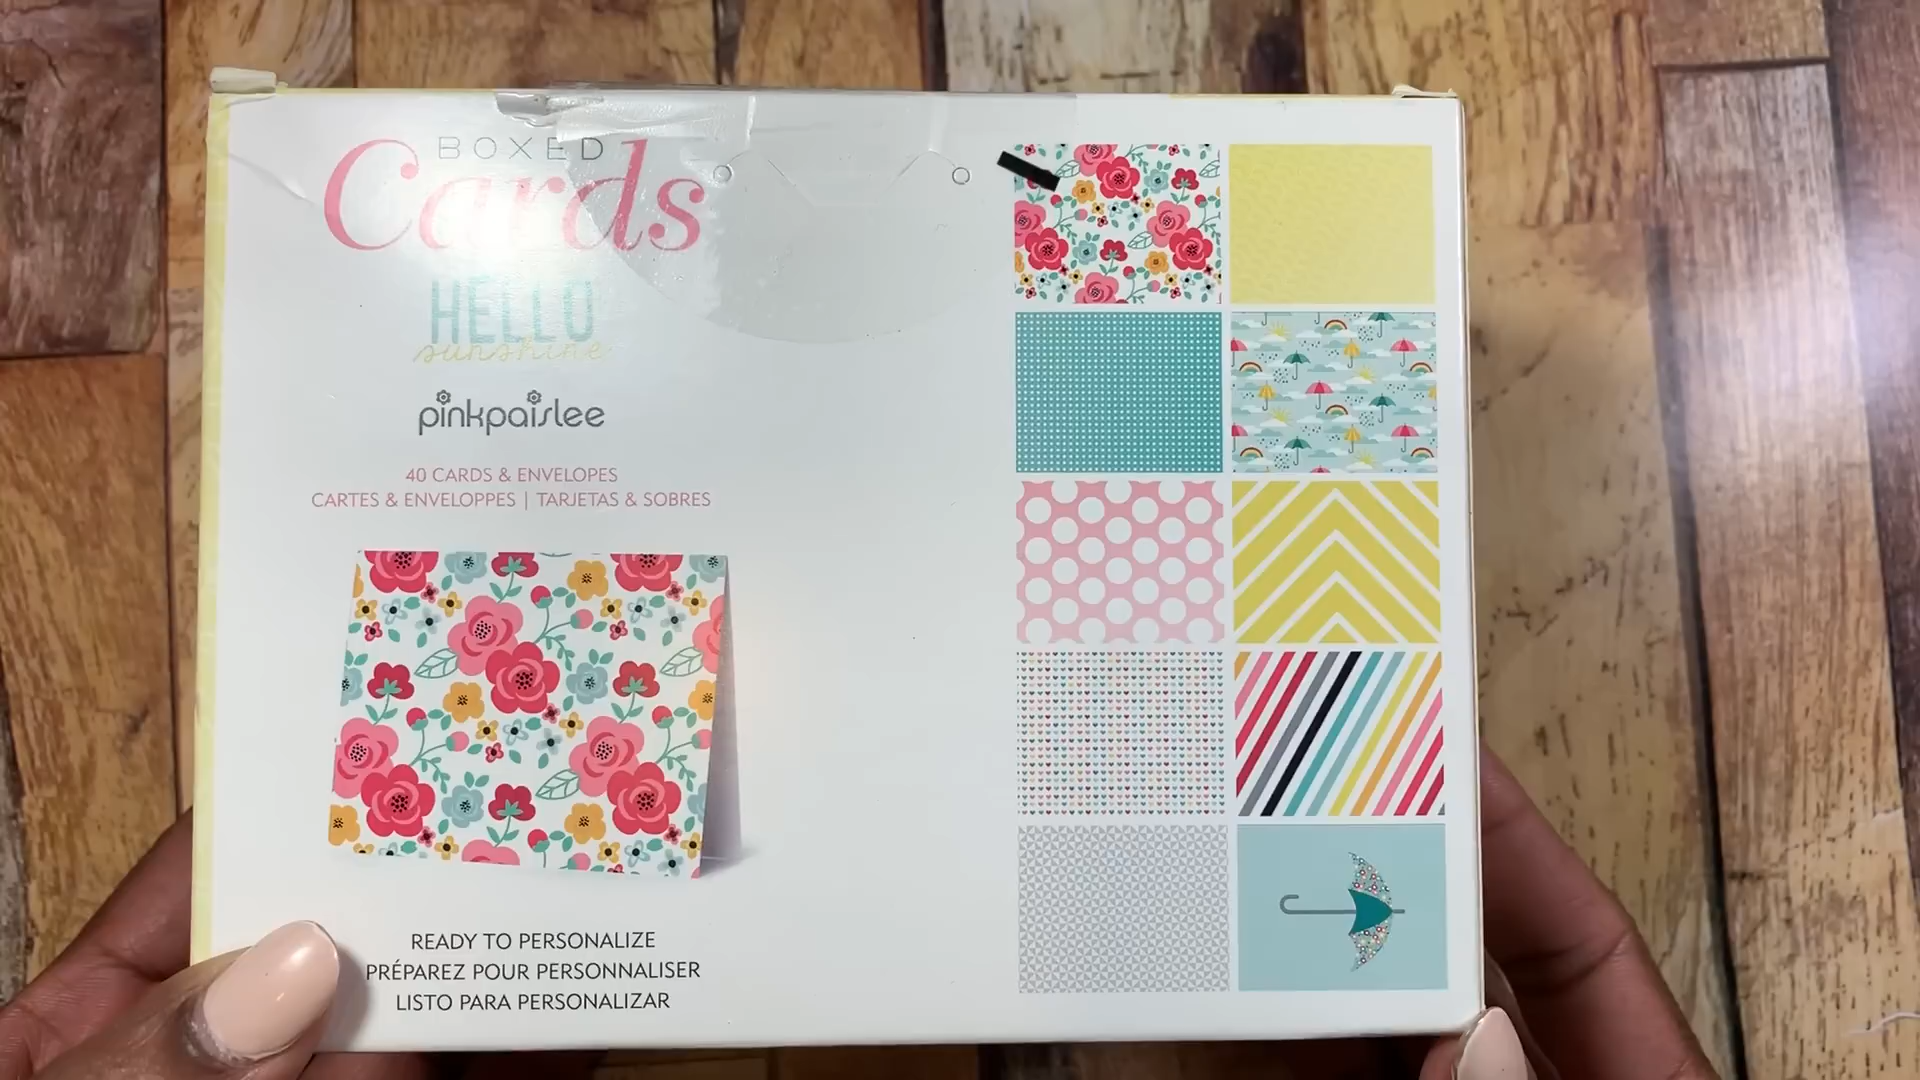 BOXED
Cards
HELLO
sunshine
pinkpaislee
40 CARDS & ENVELOPES
CARTES & ENVELOPPES | TARJETAS & SOBRES
READY TO PERSONALIZE
PRÉPAREZ POUR PERSONNALISER
LISTO PARA PERSONALIZAR